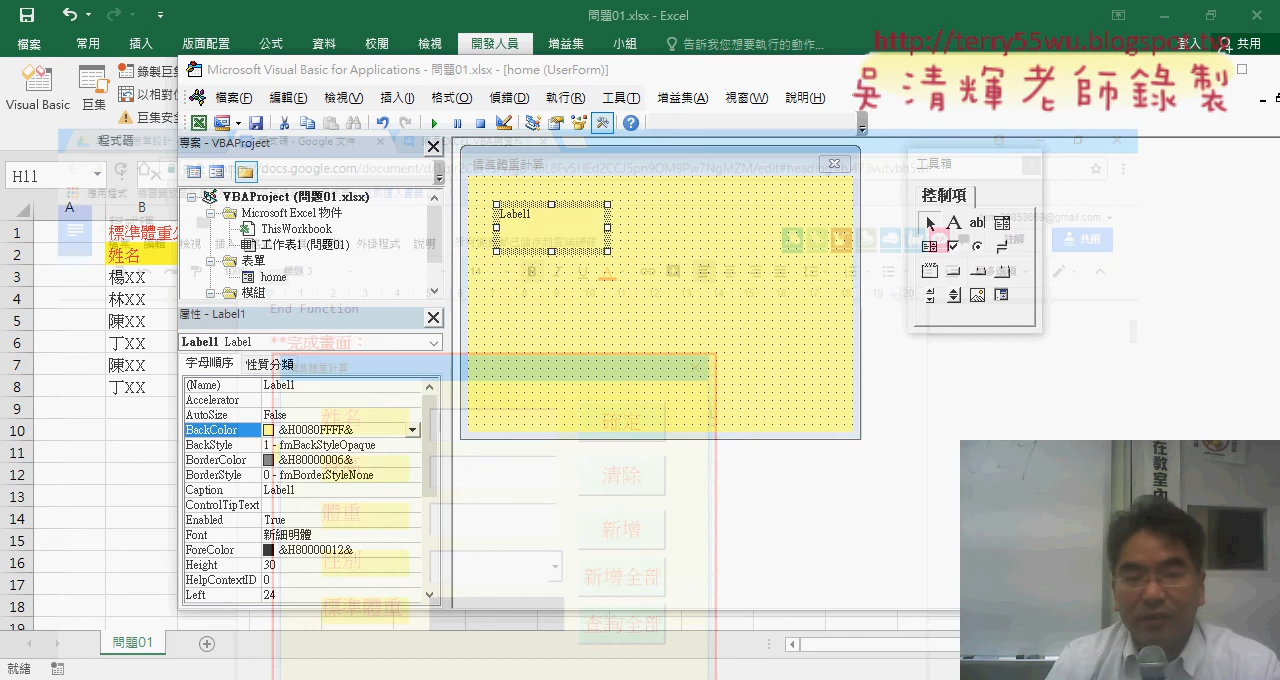 問題01.xlsx - Excel
檔案 常用 插入 版面配置 公式 資料 校閱 檢視 開發人員 增益集 小組 告訴我您想要執行的動作... 登入 共用
http://terry55wu.blogspot.tw
吳清輝老師錄製
Visual Basic 巨集 錄製巨集
以相對位
巨集安全
程式碼
H11
A B
1 標準體重
2 姓名
3 楊XX
4 林XX
5 陳XX
6 丁XX
7 陳XX
8 丁XX
9
10
11
12
13
14
15
16
17
18
19
問題01
就緒
Microsoft Visual Basic for Applications - 問題01.xlsx - [home (UserForm)]
檔案(F) 編輯(E) 檢視(V) 插入(I) 格式(O) 偵錯(D) 執行(R) 工具(T) 增益集(A) 視窗(W) 說明(H)
專案 - VBAProject
VBAProject (問題01.xlsx)
Microsoft Excel 物件
ThisWorkbook
工作表1 (問題01)
表單
home
模組
屬性 - Label1
Label1 Label
字母順序 性質分類
(Name) Label1
Accelerator
AutoSize False
BackColor &H0080FFFF&
BackStyle 1 - fmBackStyleOpaque
BorderColor &H80000006&
BorderStyle 0 - fmBorderStyleNone
Caption Label1
ControlTipText
Enabled True
Font 新細明體
ForeColor &H80000012&
Height 30
HelpContextID 0
Left 24
標準體重計算
Label1
工具箱
控制項
A ab|
End Function
**完成畫面：
姓名 確定
清除
體重 新增
性別 新增全部
標準體重 查詢全部
在教室內